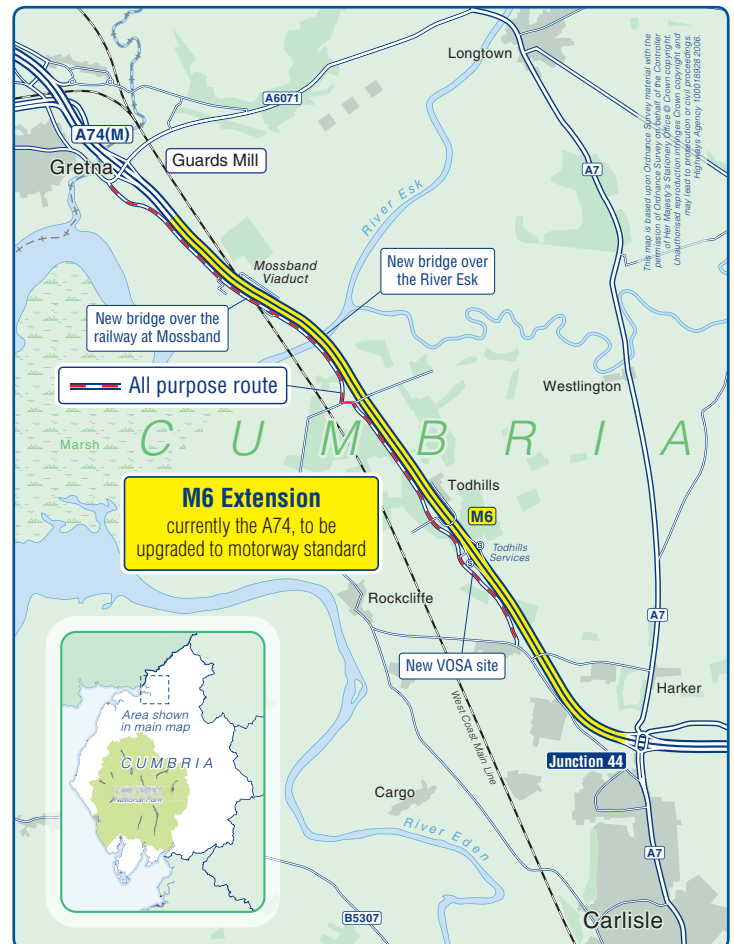 Longtown
This map is based upon Ordnance Survey material with the
permission of Ordnance Survey on behalf of the Controller
of Her Majesty's Stationery Office © Crown copyright.
Unauthorised reproduction infringes Crown copyright and
may lead to prosecution or civil proceedings.
Highways Agency 100018928 2006.
A6071
A74(M)
Gretna
Guards Mill
A7
River Esk
Mossband
Viaduct
New bridge over
the River Esk
New bridge over the
railway at Mossband
All purpose route
Westlington
Marsh
CUMBRIA
M6 Extension
currently the A74, to be
upgraded to motorway standard
Todhills
M6
S
Todhills
Services
S
Rockcliffe
A7
New VOSA site
Harker
West Coast Main Line
Area shown
in main map
CUMBRIA
National Park
Junction 44
Cargo
River Eden
A7
B5307
Carlisle